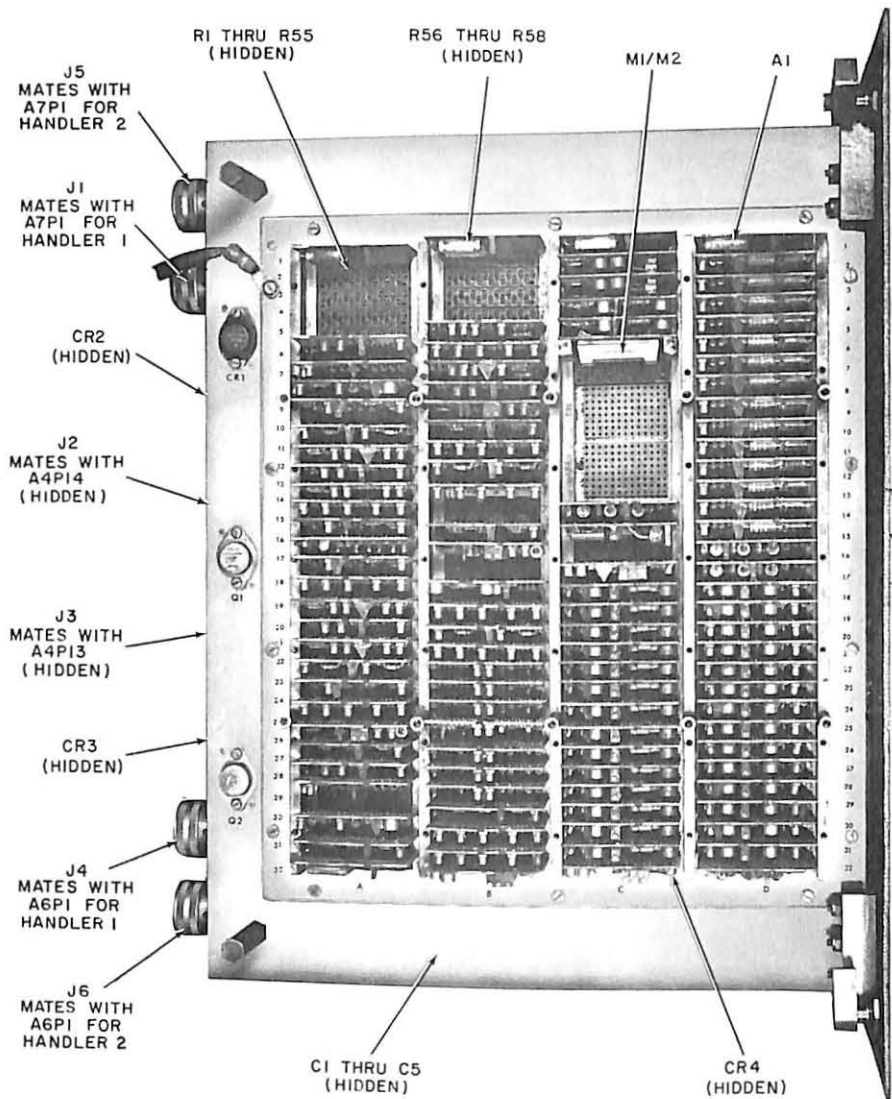 R1 THRU R55
(HIDDEN)
R56 THRU R58
(HIDDEN)
M1/M2
A1
J5
MATES WITH
A7P1 FOR
HANDLER 2
J1
MATES WITH
A7P1 FOR
HANDLER 1
CR2
(HIDDEN)
CR1
J2
MATES WITH
A4P14
(HIDDEN)
Q1
J3
MATES WITH
A4P13
(HIDDEN)
CR3
(HIDDEN)
Q2
J4
MATES WITH
A6P1 FOR
HANDLER 1
J6
MATES WITH
A6P1 FOR
HANDLER 2
A
B
C
D
C1 THRU C5
(HIDDEN)
CR4
(HIDDEN)